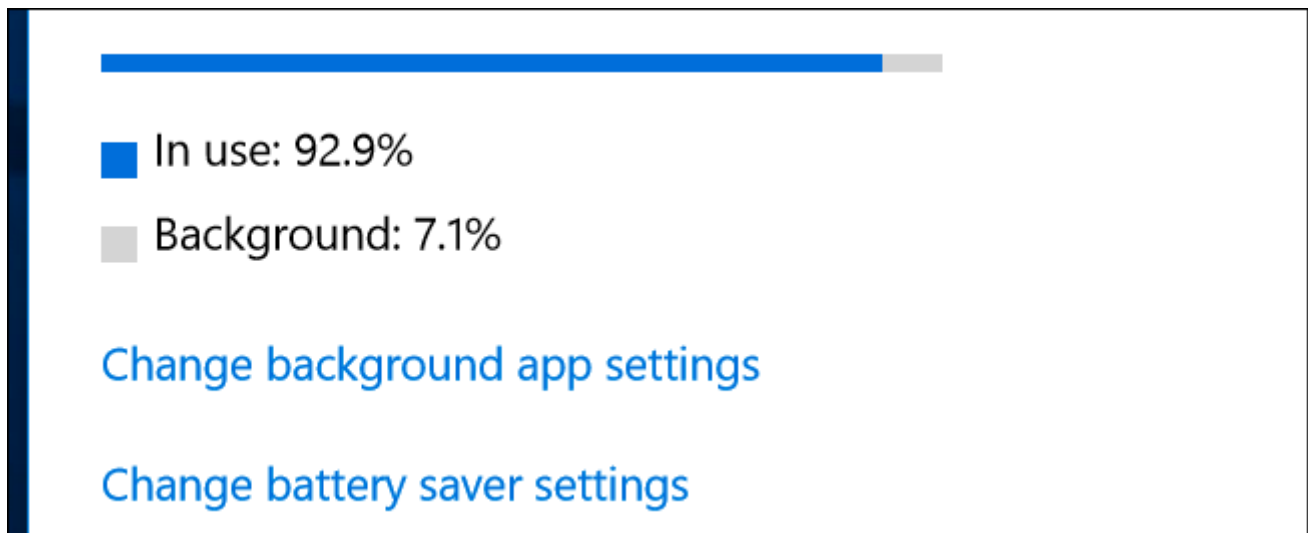 In use: 92.9%
Background: 7.1%
Change background app settings
Change battery saver settings